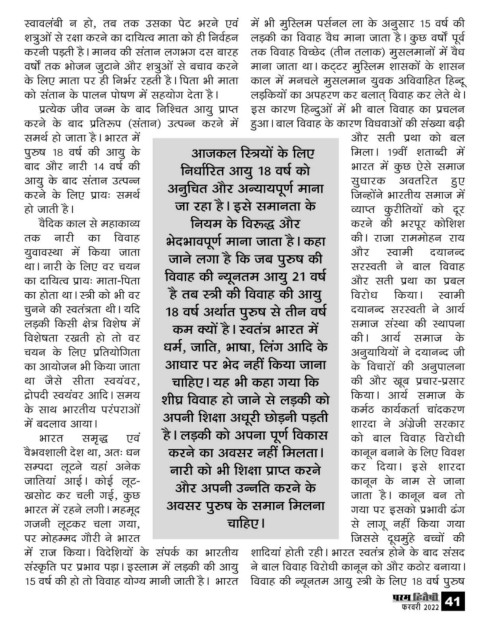 स्वावलंबी न हो, तब तक उसका पेट भरने एवं
शत्रुओं से रक्षा करने का दायित्व माता को ही निर्वहन
करनी पड़ती है। मानव की संतान लगभग दस बारह
वर्षों तक भोजन जुटाने और शत्रुओं से बचाव करने
के लिए माता पर ही निर्भर रहती है। पिता भी माता
को संतान के पालन पोषण में सहयोग देता है।
प्रत्येक जीव जन्म के बाद निश्चित आयु प्राप्त
करने के बाद प्रतिरूप (संतान) उत्पन्न करने में
समर्थ हो जाता है। भारत में
पुरुष 18 वर्ष की आयु के
बाद और नारी 14 वर्ष की
आयु के बाद संतान उत्पन्न
करने के लिए प्रायः समर्थ
हो जाती है।
वैदिक काल से महाकाव्य
तक नारी का विवाह
युवावस्था में किया जाता
था। नारी के लिए वर चयन
का दायित्व प्रायः माता-पिता
का होता था। स्त्री को भी वर
चुनने की स्वतंत्रता थी। यदि
लड़की किसी क्षेत्र विशेष में
विशेषता रखती हो तो वर
चयन के लिए प्रतियोगिता
का आयोजन भी किया जाता
था जैसे सीता स्वयंवर,
द्रोपदी स्वयंवर आदि। समय
के साथ भारतीय परंपराओं
में बदलाव आया।
भारत समृद्ध एवं
वैभवशाली देश था, अतः धन
सम्पदा लूटने यहां अनेक
जातियां आई। कोई लूट-
खसोट कर चली गई, कुछ
भारत में रहने लगी। महमूद
गजनी लूटकर चला गया,
पर मोहम्मद गौरी ने भारत
में राज किया। विदेशियों के संपर्क का भारतीय
संस्कृति पर प्रभाव पड़ा। इस्लाम में लड़की की आयु
15 वर्ष की हो तो विवाह योग्य मानी जाती है। भारत
में भी मुस्लिम पर्सनल ला के अनुसार 15 वर्ष की
लड़की का विवाह वैध माना जाता है। कुछ वर्षों पूर्व
तक विवाह विच्छेद (तीन तलाक) मुसलमानों में वैध
माना जाता था। कट्टर मुस्लिम शासकों के शासन
काल में मनचले मुसलमान युवक अविवाहित हिन्दू
लड़कियों का अपहरण कर बलात् विवाह कर लेते थे।
इस कारण हिन्दुओं में भी बाल विवाह का प्रचलन
हुआ। बाल विवाह के कारण विधवाओं की संख्या बढ़ी
और सती प्रथा को बल
मिला। 19वीं शताब्दी में
भारत में कुछ ऐसे समाज
सुधारक अवतरित हुए
जिन्होंने भारतीय समाज में
व्याप्त कुरीतियों को दूर
करने की भरपूर कोशिश
की। राजा राममोहन राय
और स्वामी दयानन्द
सरस्वती ने बाल विवाह
और सती प्रथा का प्रबल
विरोध किया। स्वामी
दयानन्द सरस्वती ने आर्य
समाज संस्था की स्थापना
की। आर्य समाज के
अनुयायियों ने दयानन्द जी
के विचारों की अनुपालना
की और खूब प्रचार-प्रसार
किया। आर्य समाज के
कर्मठ कार्यकर्ता चांदकरण
शारदा ने अंग्रेजी सरकार
को बाल विवाह विरोधी
कानून बनाने के लिए विवश
कर दिया। इसे शारदा
कानून के नाम से जाना
जाता है। कानून बन तो
गया पर इसको प्रभावी ढंग
से लागू नहीं किया गया
जिससे दूधमुंहे बच्चों की
शादियां होती रही। भारत स्वतंत्र होने के बाद संसद
ने बाल विवाह विरोधी कानून को और कठोर बनाया।
विवाह की न्यूनतम आयु स्त्री के लिए 18 वर्ष पुरुष
आजकल स्त्रियों के लिए
निर्धारित आयु 18 वर्ष को
अनुचित और अन्यायपूर्ण माना
जा रहा है। इसे समानता के
नियम के विरूद्ध और
भेदभावपूर्ण माना जाता है। कहा
जाने लगा है कि जब पुरुष की
विवाह की न्यूनतम आयु 21 वर्ष
है तब स्त्री की विवाह की आयु
18 वर्ष अर्थात पुरुष से तीन वर्ष
कम क्यों है। स्वतंत्र भारत में
धर्म, जाति, भाषा, लिंग आदि के
आधार पर भेद नहीं किया जाना
चाहिए। यह भी कहा गया कि
शीघ्र विवाह हो जाने से लड़की को
अपनी शिक्षा अधूरी छोड़नी पड़ती
है। लड़की को अपना पूर्ण विकास
करने का अवसर नहीं मिलता।
नारी को भी शिक्षा प्राप्त करने
और अपनी उन्नति करने के
अवसर पुरुष के समान मिलना
चाहिए।
परम हितैषी
फरवरी 2022
41